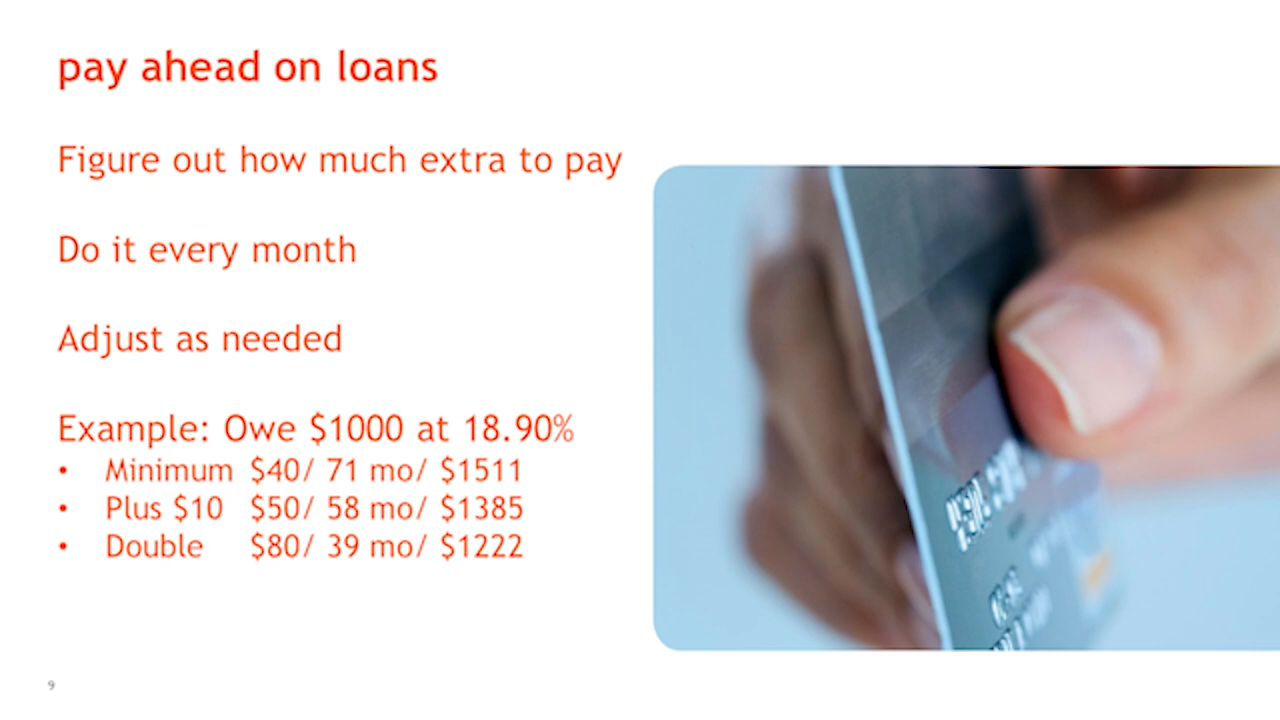 pay ahead on loans
Figure out how much extra to pay
Do it every month
Adjust as needed
Example: Owe $1000 at 18.90%
• Minimum $40/ 71 mo/ $1511
• Plus $10 $50/ 58 mo/ $1385
• Double $80/ 39 mo/ $1222
9